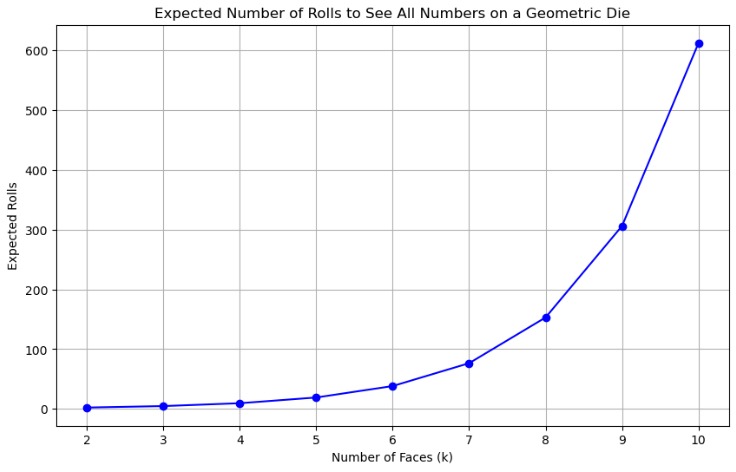 Expected Number of Rolls to See All Numbers on a Geometric Die
600
500
400
300
200
100
0
Expected Rolls
2 3 4 5 6 7 8 9 10
Number of Faces (k)